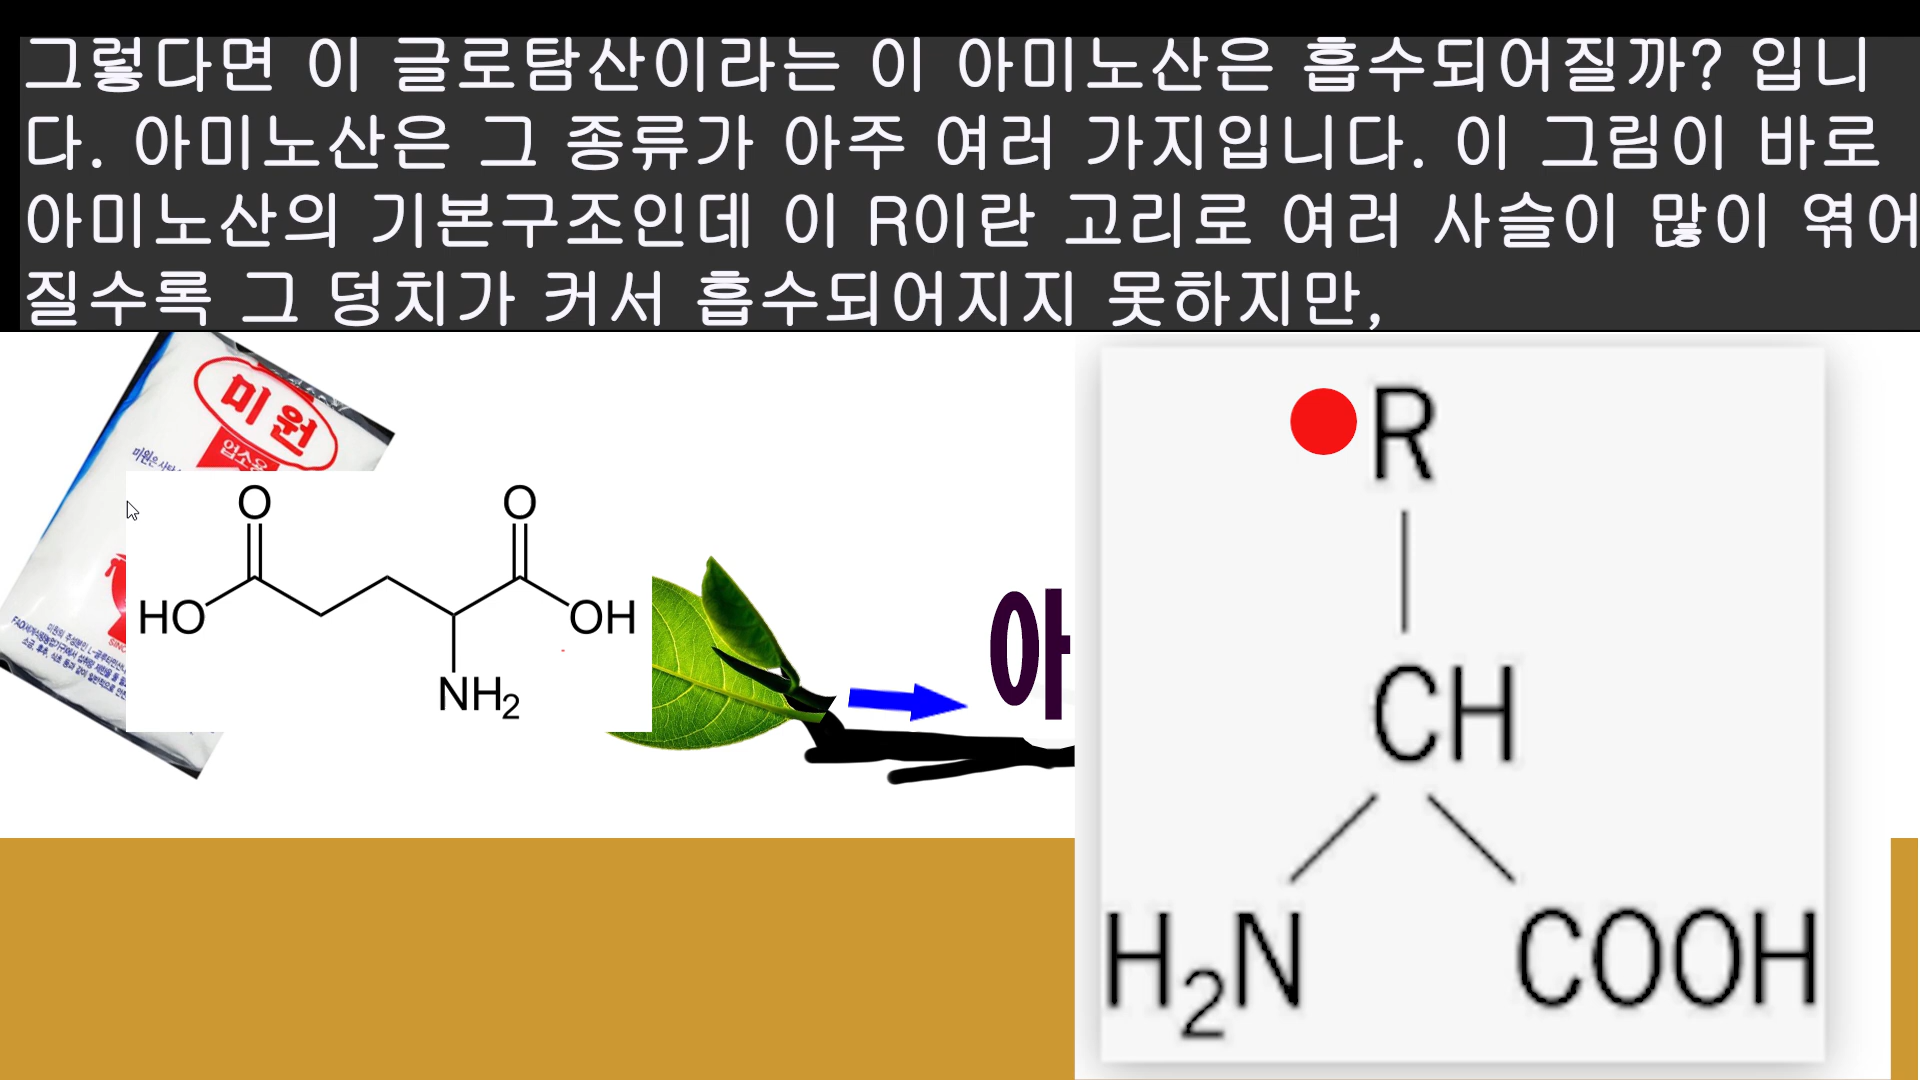 그렇다면 이 글로탐산이라는 이 아미노산은 흡수되어질까? 입니
다. 아미노산은 그 종류가 아주 여러 가지입니다. 이 그림이 바로
아미노산의 기본구조인데 이 R이란 고리로 여러 사슬이 많이 엮어
질수록 그 덩치가 커서 흡수되어지지 못하지만,
미원
업소용
O O
HO OH
NH2
아
R
CH
H2N COOH